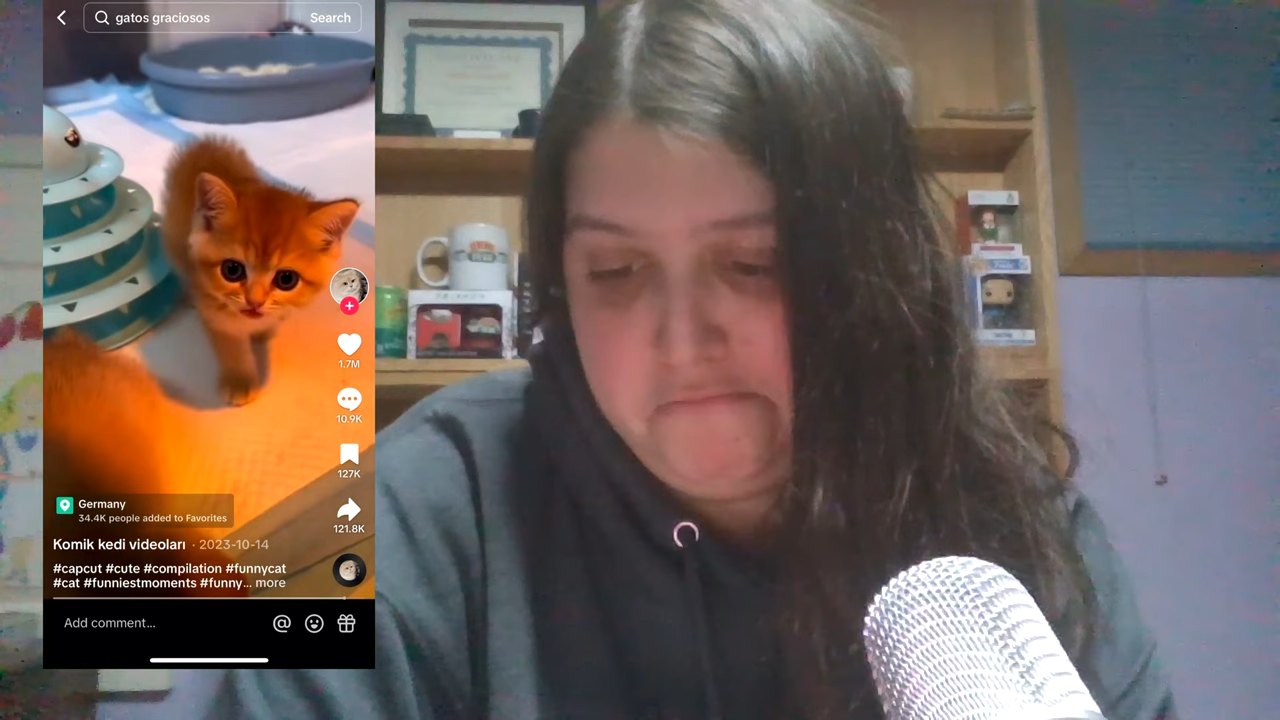 gatos graciosos
Search
1.7M
10.9K
127K
121.8K
Germany
34.4K people added to Favorites
Komik kedi videoları · 2023-10-14
#capcut #cute #compilation #funnycat
#cat #funniestmoments #funny... more
Add comment...